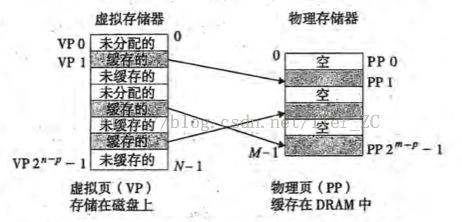 虚拟存储器
物理存储器
VP 0
未分配的
0
VP 1
缓存的
未缓存的
未分配的
缓存的
未缓存的
缓存的
VP 2ⁿ⁻ᵖ－1
未缓存的
N－1
0
空
PP 0
PP 1
空
空
M－1
PP 2ᵐ⁻ᵖ－1
虚拟页（VP）
存储在磁盘上
物理页（PP）
缓存在 DRAM 中